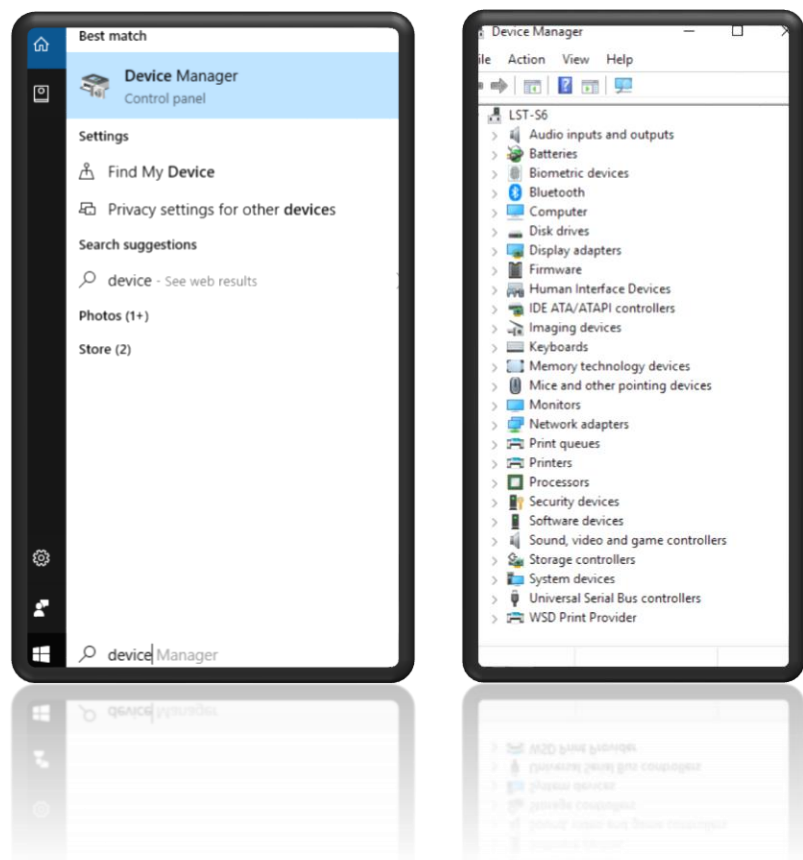 Best match
Device Manager
Control panel
Settings
Find My Device
Privacy settings for other devices
Search suggestions
device - See web results
Photos (1+)
Store (2)
device Manager
Device Manager
ile Action View Help
LST-S6
Audio inputs and outputs
Batteries
Biometric devices
Bluetooth
Computer
Disk drives
Display adapters
Firmware
Human Interface Devices
IDE ATA/ATAPI controllers
Imaging devices
Keyboards
Memory technology devices
Mice and other pointing devices
Monitors
Network adapters
Print queues
Printers
Processors
Security devices
Software devices
Sound, video and game controllers
Storage controllers
System devices
Universal Serial Bus controllers
WSD Print Provider